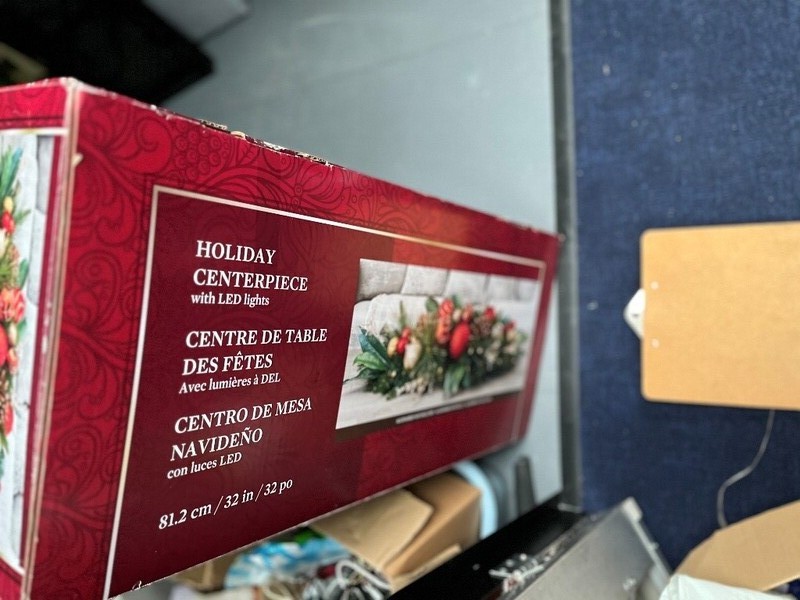 HOLIDAY
CENTERPIECE
with LED lights
CENTRE DE TABLE
DES FÊTES
Avec lumières à DEL
CENTRO DE MESA
NAVIDEÑO
con luces LED
81.2 cm / 32 in / 32 po